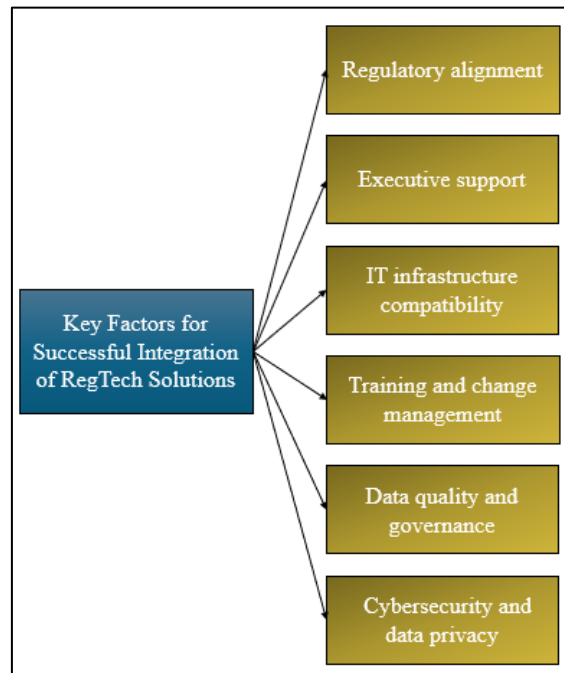 Regulatory alignment
Executive support
IT infrastructure
compatibility
Key Factors for
Successful Integration
of RegTech Solutions
Training and change
management
Data quality and
governance
Cybersecurity and
data privacy